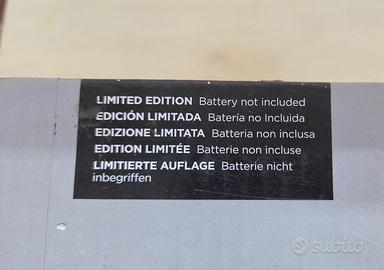 LIMITED EDITION Battery not included
EDICIÓN LIMITADA Batería no Incluida
EDIZIONE LIMITATA Batteria non inclusa
EDITION LIMITÉE Batterie non incluse
LIMITIERTE AUFLAGE Batterie nicht
inbegriffen
subito